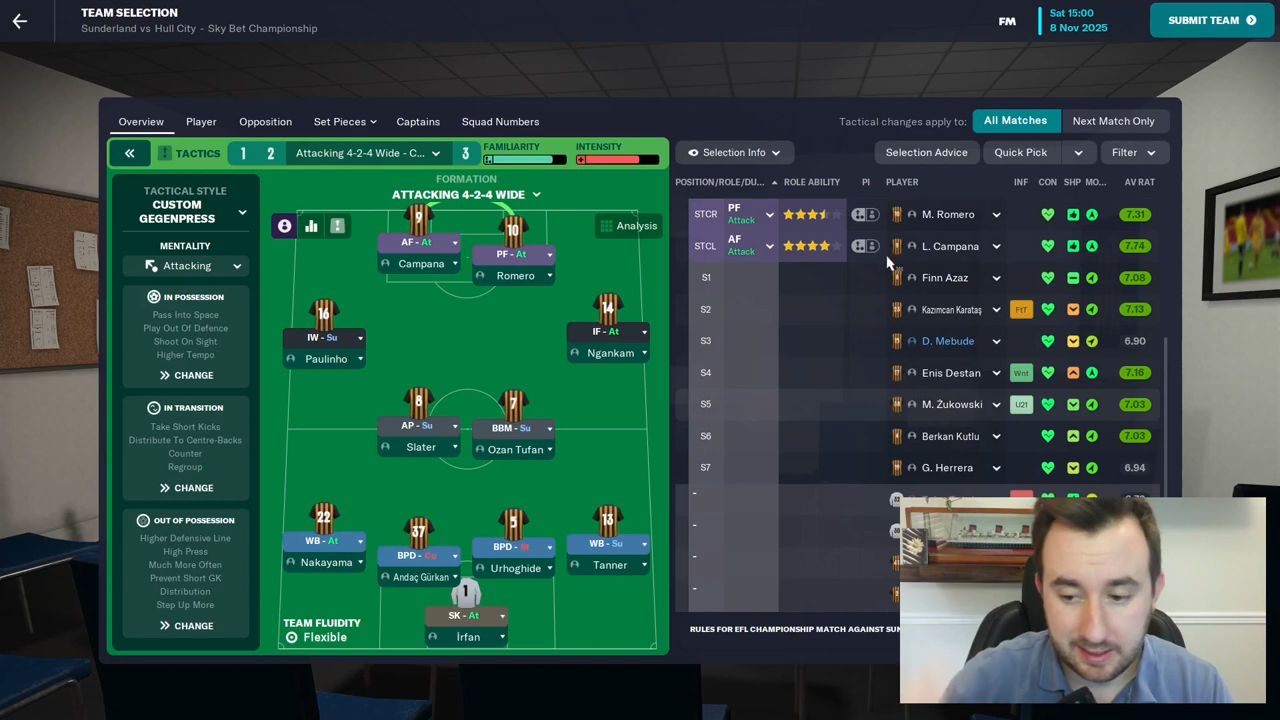 TEAM SELECTION
Sunderland vs Hull City - Sky Bet Championship
FM
Sat 15:00
8 Nov 2025
SUBMIT TEAM
Overview
Player
Opposition
Set Pieces
Captains
Squad Numbers
Tactical changes apply to:
All Matches
Next Match Only
TACTICS
1
2
Attacking 4-2-4 Wide - C...
3
FAMILIARITY
INTENSITY
Selection Info
Selection Advice
Quick Pick
Filter
TACTICAL STYLE
CUSTOM
GEGENPRESS
MENTALITY
Attacking
IN POSSESSION
Pass Into Space
Play Out Of Defence
Shoot On Sight
Higher Tempo
CHANGE
IN TRANSITION
Take Short Kicks
Distribute To Centre-Backs
Counter
Regroup
CHANGE
OUT OF POSSESSION
Higher Defensive Line
High Press
Much More Often
Prevent Short GK
Distribution
Step Up More
CHANGE
FORMATION
ATTACKING 4-2-4 WIDE
Analysis
9
AF - At
Campana
10
PF - At
Romero
16
IW - Su
Paulinho
14
IF - At
Ngankam
8
AP - Su
Slater
7
BBM - Su
Ozan Tufan
22
WB - At
Nakayama
37
BPD - Co
Andaç Gürkan
5
BPD
Urhoghide
13
WB - Su
Tanner
1
SK - At
İrfan
TEAM FLUIDITY
Flexible
POSITION/ROLE/DU...
ROLE ABILITY
PI
PLAYER
INF
CON
SHP
MO...
AV RAT
STCR PF Attack M. Romero 7.31
STCL AF Attack L. Campana 7.74
S1 Finn Azaz 7.08
S2 Kazımcan Karataş FtT 7.13
S3 D. Mebude 6.90
S4 Enis Destan Wnt 7.16
S5 M. Żukowski U21 7.03
S6 Berkan Kutlu 7.03
S7 G. Herrera 6.94
-
-
-
-
RULES FOR EFL CHAMPIONSHIP MATCH AGAINST